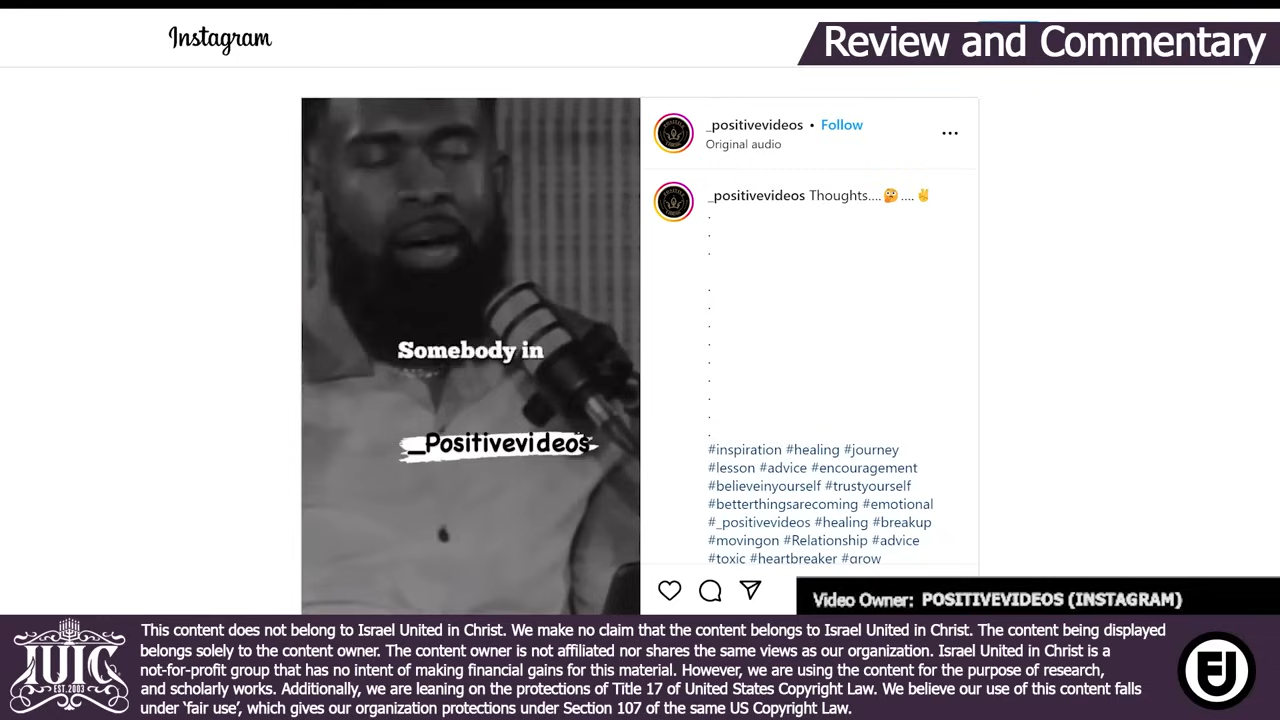 Instagram
Review and Commentary
_positivevideos • Follow
Original audio
_positivevideos Thoughts....🤔....✌️
.
.
.
.
.
.
.
.
.
.
.
.
#inspiration #healing #journey
#lesson #advice #encouragement
#believeinyourself #trustyourself
#betterthingsarecoming #emotional
#_positivevideos #healing #breakup
#movingon #Relationship #advice
#toxic #heartbreaker #grow
Somebody in
_Positivevideos
Video Owner: POSITIVEVIDEOS (INSTAGRAM)
IUIC
EST.2003
This content does not belong to Israel United in Christ. We make no claim that the content belongs to Israel United in Christ. The content being displayed
belongs solely to the content owner. The content owner is not affiliated nor shares the same views as our organization. Israel United in Christ is a
not-for-profit group that has no intent of making financial gains for this material. However, we are using the content for the purpose of research,
and scholarly works. Additionally, we are leaning on the protections of Title 17 of United States Copyright Law. We believe our use of this content falls
under ‘fair use’, which gives our organization protections under Section 107 of the same US Copyright Law.